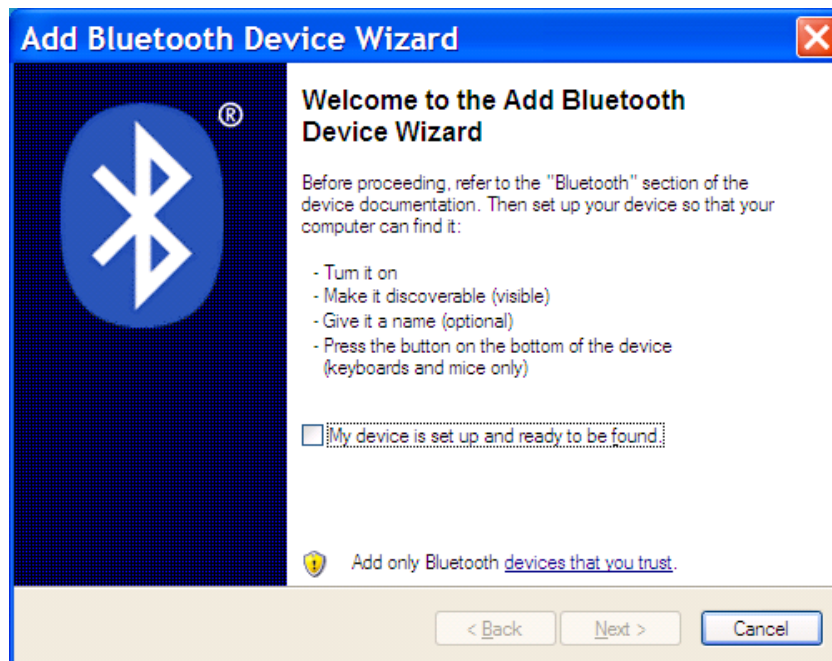 Add Bluetooth Device Wizard
®
Welcome to the Add Bluetooth
Device Wizard
Before proceeding, refer to the "Bluetooth" section of the
device documentation. Then set up your device so that your
computer can find it:
- Turn it on
- Make it discoverable (visible)
- Give it a name (optional)
- Press the button on the bottom of the device
(keyboards and mice only)
My device is set up and ready to be found.
Add only Bluetooth devices that you trust.
< Back Next > Cancel